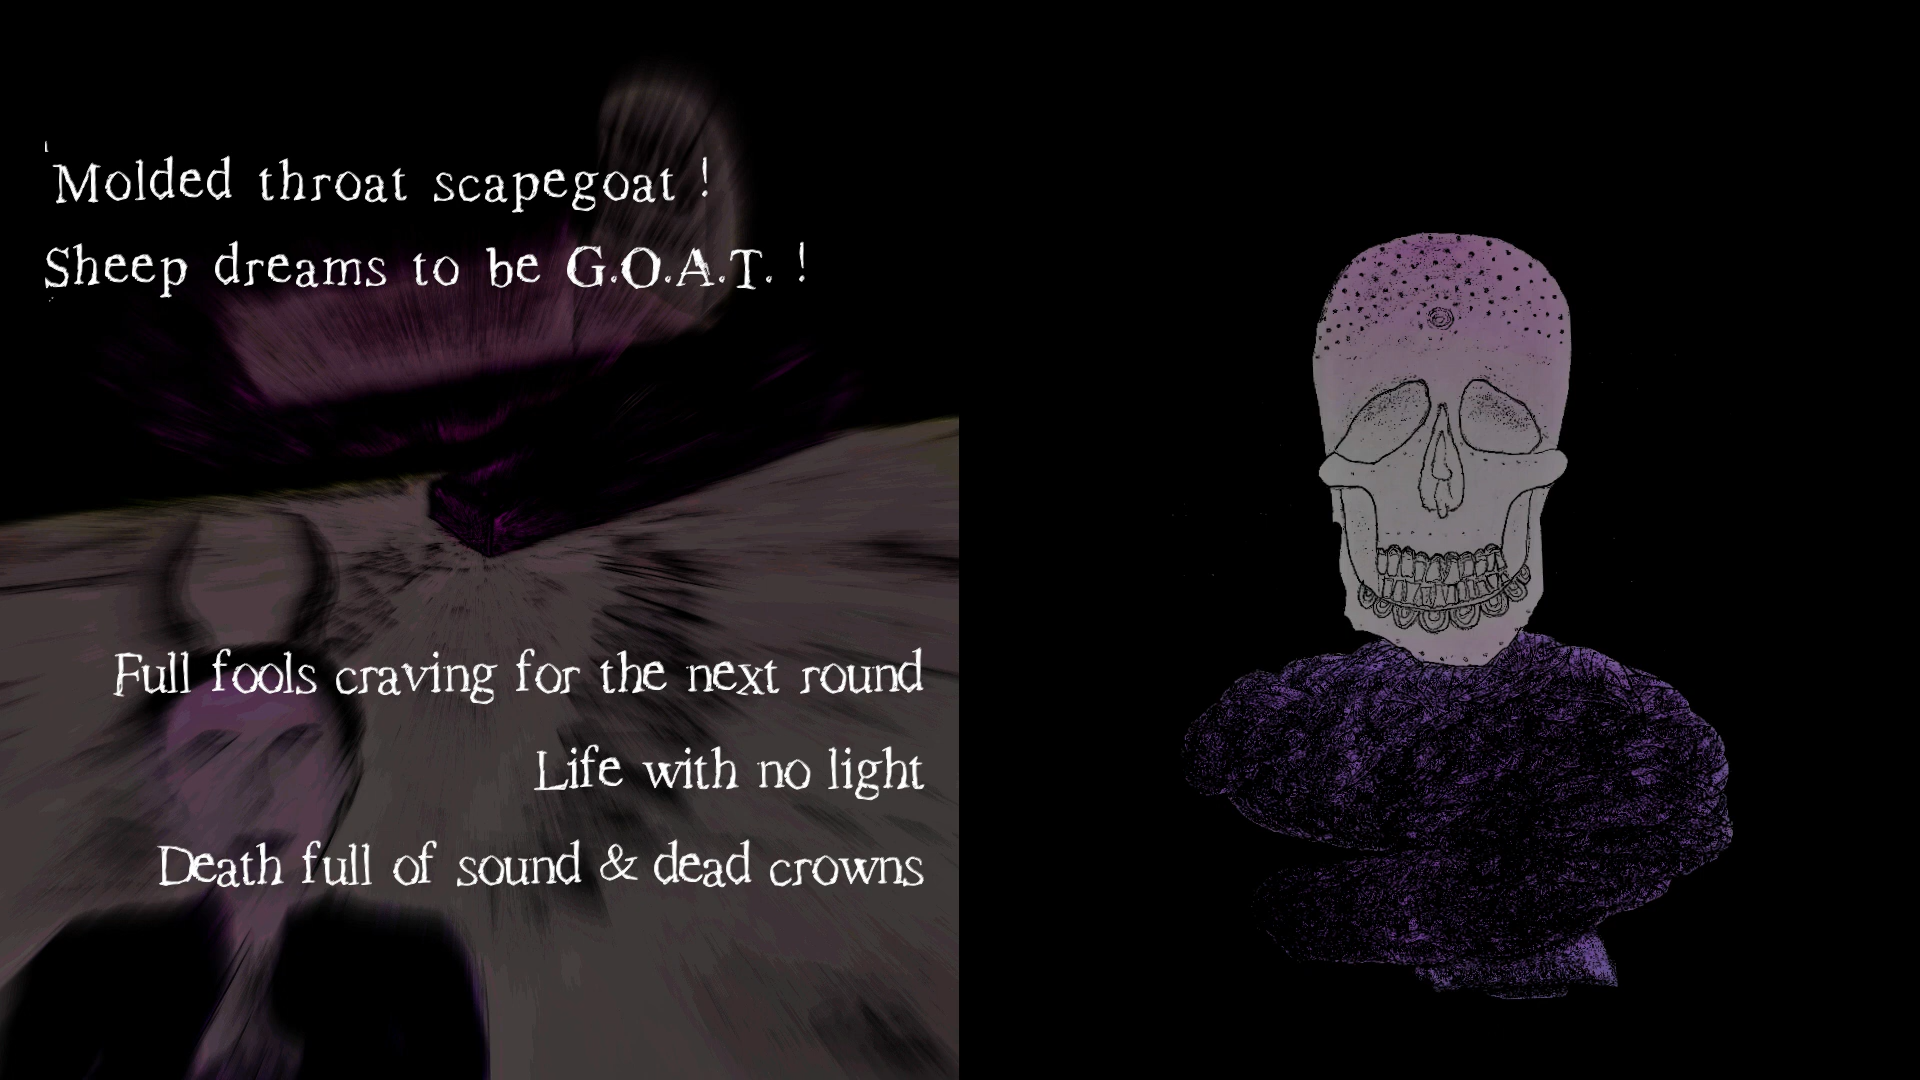 Molded throat scapegoat !
Sheep dreams to be G.O.A.T. !
Full fools craving for the next round
Life with no light
Death full of sound & dead crowns